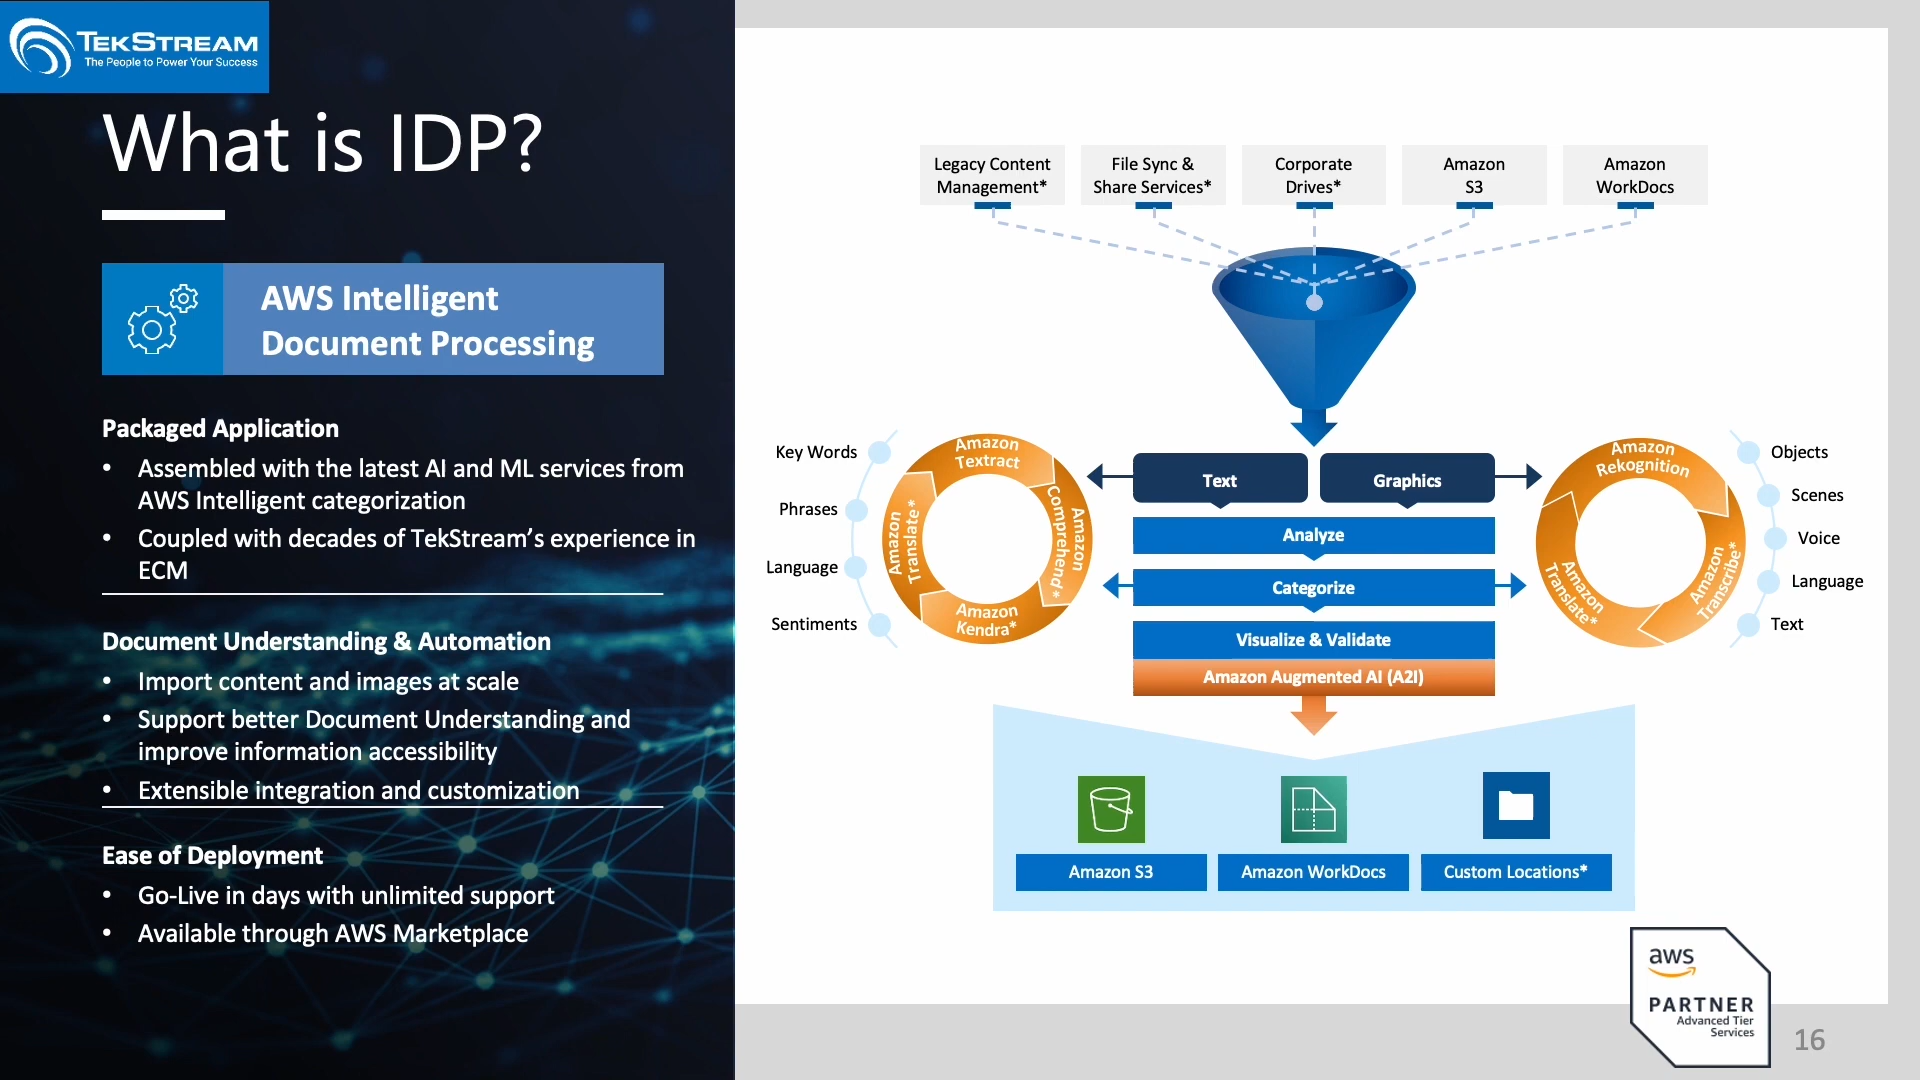 TEKSTREAM
The People to Power Your Success
What is IDP?
AWS Intelligent
Document Processing
Packaged Application
• Assembled with the latest AI and ML services from
AWS Intelligent categorization
• Coupled with decades of TekStream’s experience in
ECM
Document Understanding & Automation
• Import content and images at scale
• Support better Document Understanding and
improve information accessibility
• Extensible integration and customization
Ease of Deployment
• Go-Live in days with unlimited support
• Available through AWS Marketplace
Legacy Content
Management*
File Sync &
Share Services*
Corporate
Drives*
Amazon
S3
Amazon
WorkDocs
Key Words
Phrases
Language
Sentiments
Amazon
Textract
Amazon
Comprehend*
Amazon
Kendra*
Amazon
Translate*
Text
Graphics
Analyze
Categorize
Visualize & Validate
Amazon Augmented AI (A2I)
Amazon
Rekognition
Amazon
Transcribe*
Amazon
Translate*
Objects
Scenes
Voice
Language
Text
Amazon S3
Amazon WorkDocs
Custom Locations*
aws
PARTNER
Advanced Tier
Services
16